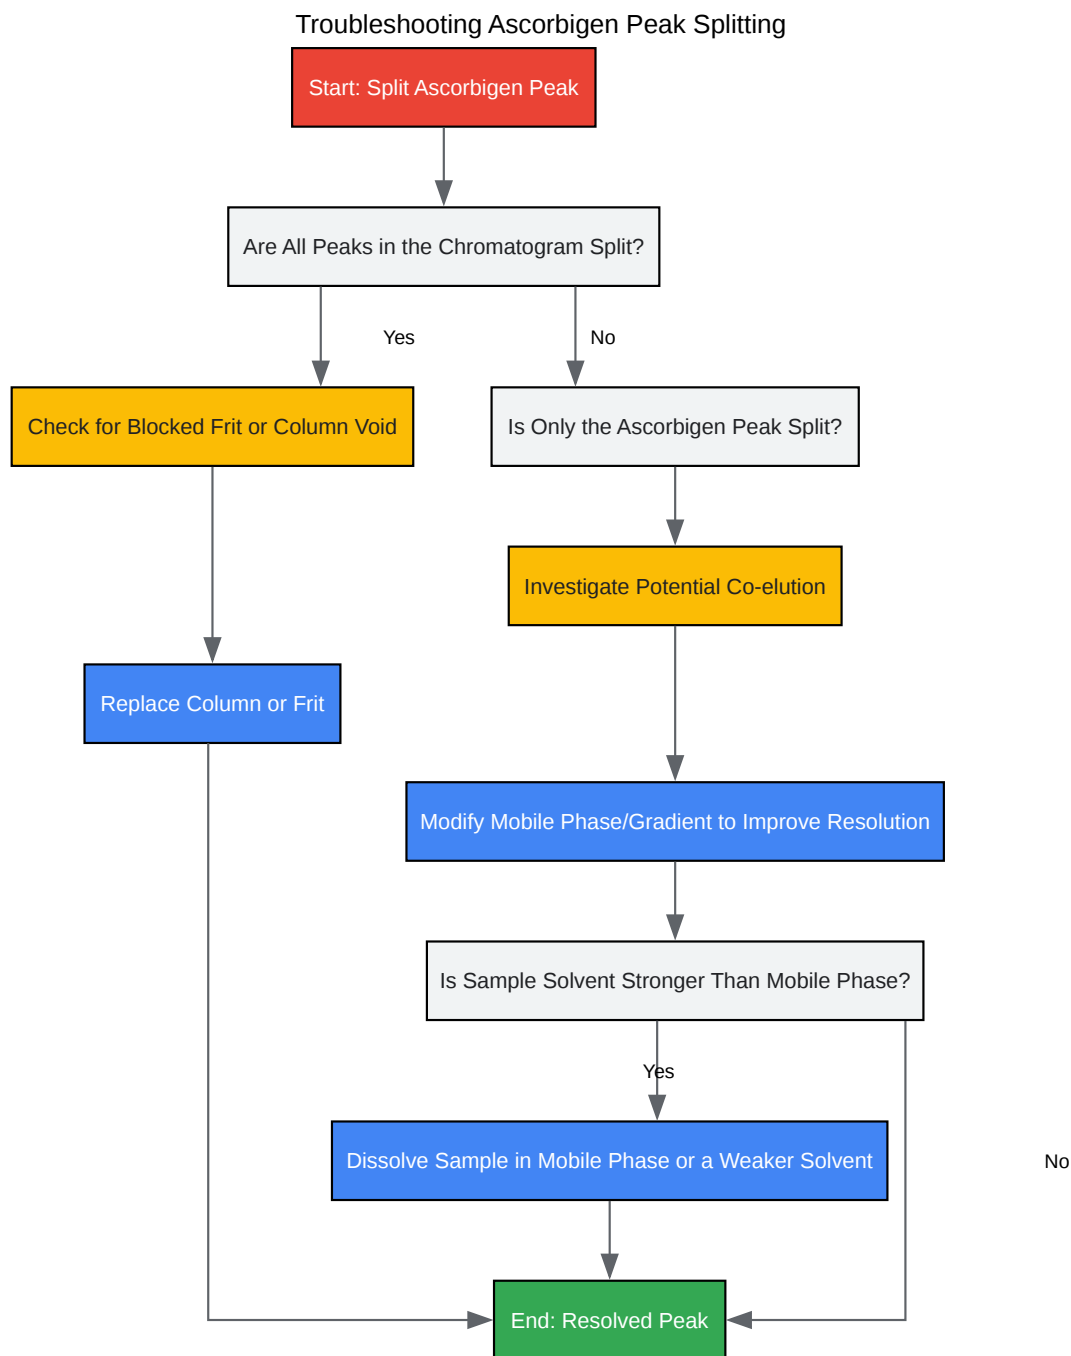 Troubleshooting Ascorbigen Peak Splitting
Start: Split Ascorbigen Peak
Are All Peaks in the Chromatogram Split?
Yes
No
Check for Blocked Frit or Column Void
Is Only the Ascorbigen Peak Split?
Investigate Potential Co-elution
Replace Column or Frit
Modify Mobile Phase/Gradient to Improve Resolution
Is Sample Solvent Stronger Than Mobile Phase?
Yes
Dissolve Sample in Mobile Phase or a Weaker Solvent
No
End: Resolved Peak